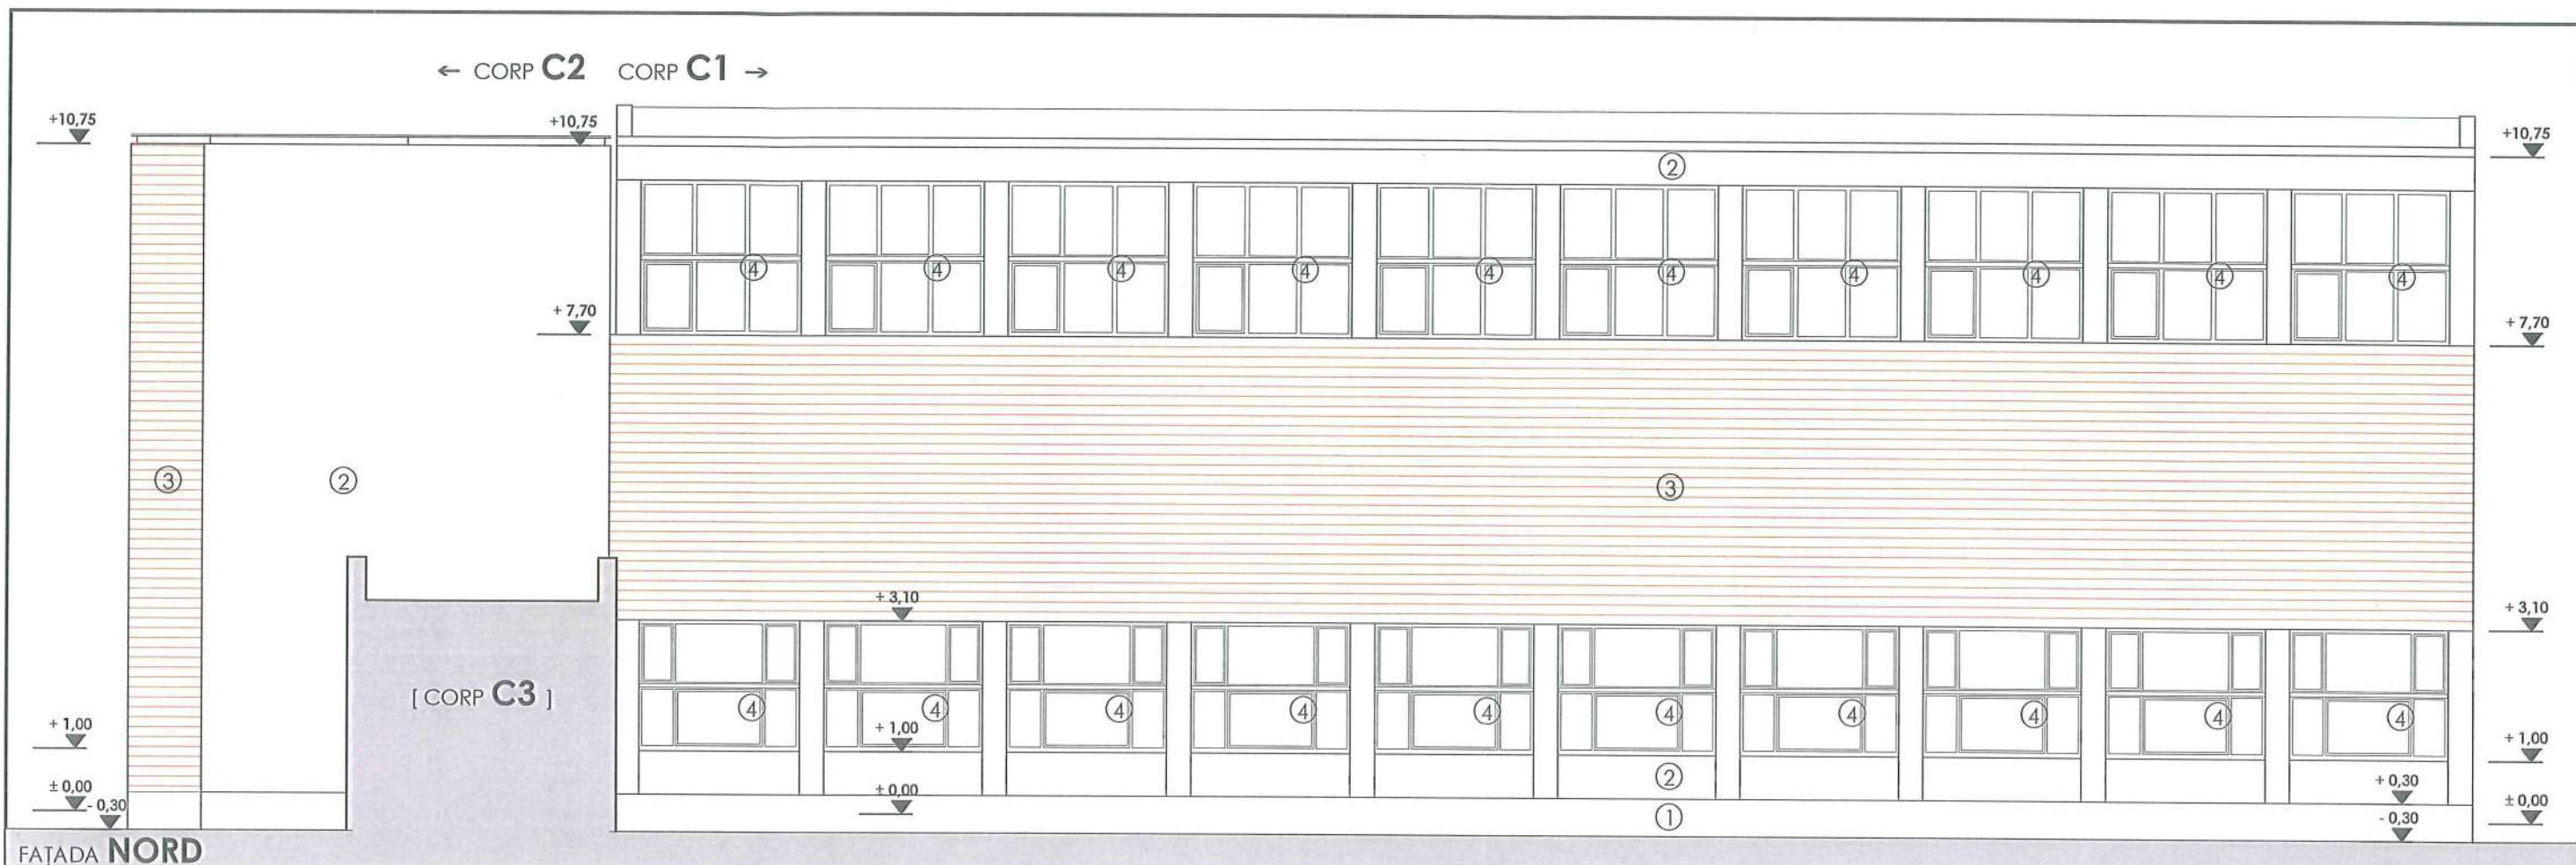 ← CORP C2 CORP C1 →
+10,75 +10,75 +10,75
②
④ ④ ④ ④ ④ ④ ④ ④ ④ ④
+ 7,70 + 7,70
③ ② ③
+ 3,10 + 3,10
[ CORP C3 ]
④ ④ ④ ④ ④ ④ ④ ④ ④ ④
+ 1,00 + 1,00 + 1,00
②
± 0,00 ± 0,00 + 0,30 ± 0,00
- 0,30 ① - 0,30
FAȚADA NORD